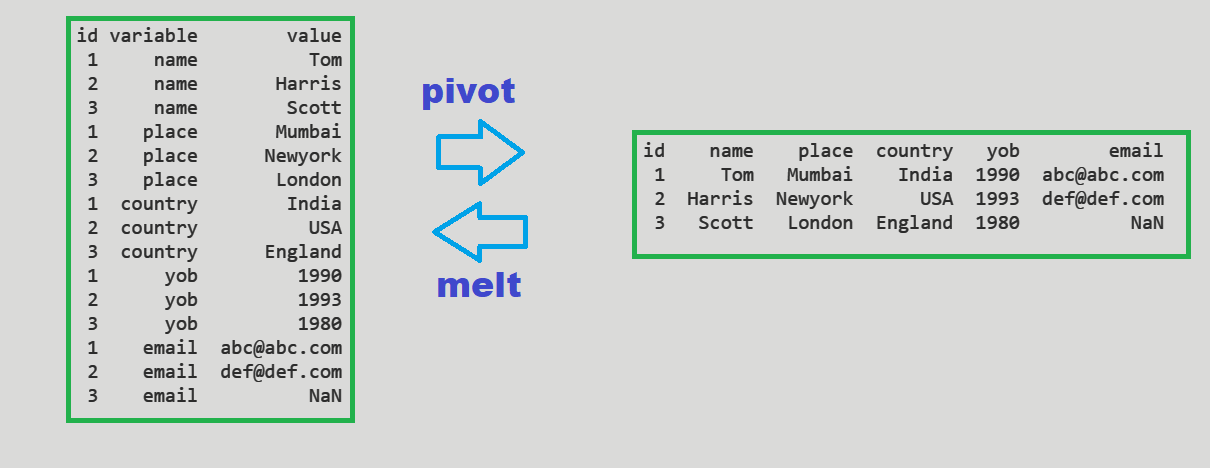 id variable value
1 name Tom
2 name Harris
3 name Scott
1 place Mumbai
2 place Newyork
3 place London
1 country India
2 country USA
3 country England
1 yob 1990
2 yob 1993
3 yob 1980
1 email abc@abc.com
2 email def@def.com
3 email NaN
pivot
melt
id name place country yob email
1 Tom Mumbai India 1990 abc@abc.com
2 Harris Newyork USA 1993 def@def.com
3 Scott London England 1980 NaN